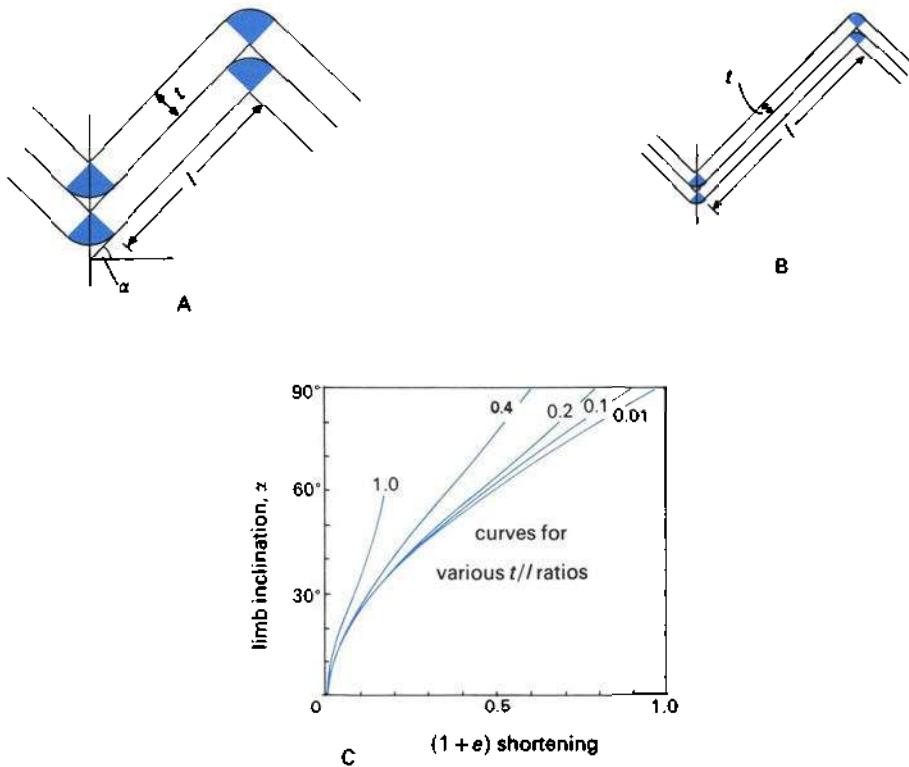 t
l
α
A
t
l
B
90°
60°
30°
limb inclination, α
1.0
0.4
0.2
0.1
0.01
curves for
various t//ratios
0
0.5
1.0
(1+e) shortening
C